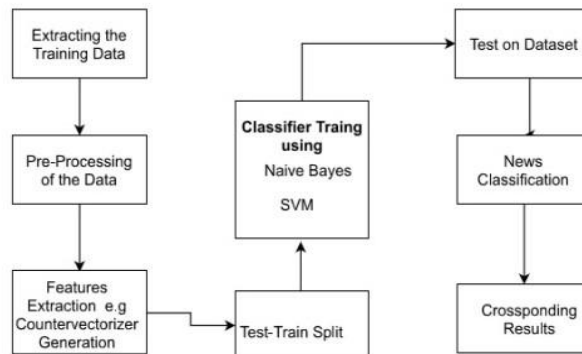 Extracting the
Training Data
Pre-Processing
of the Data
Features
Extraction e.g
Countervectorizer
Generation
Test-Train Split
Classifier Traing
using
Naive Bayes
SVM
Test on Dataset
News
Classification
Crossponding
Results